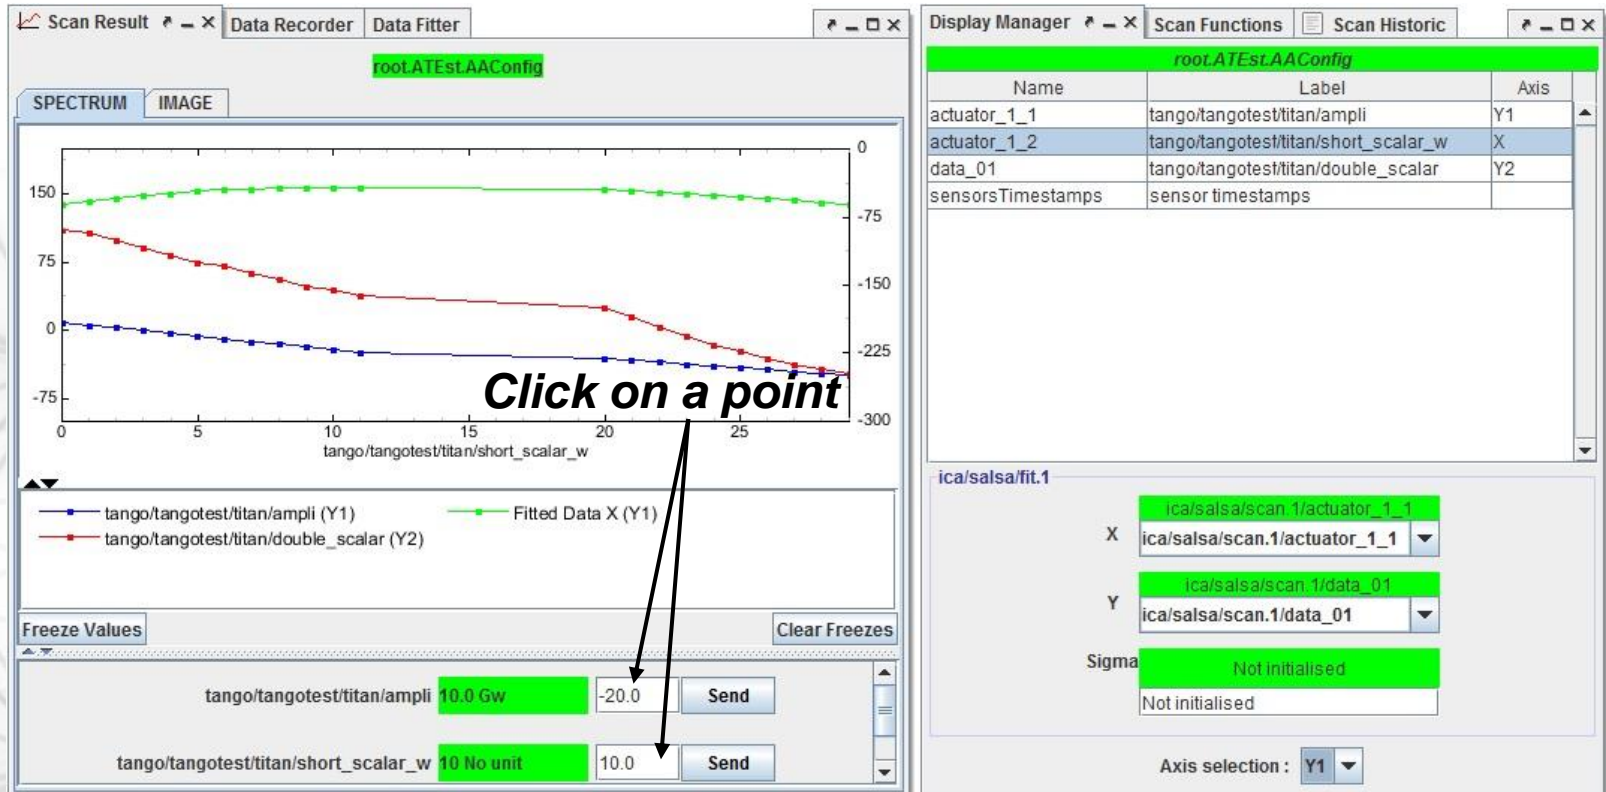 Scan Result Data Recorder Data Fitter
root.ATEst.AAConfig
SPECTRUM IMAGE
0
150
-75
75
-150
0
-225
-75
-300
0 5 10 15 20 25
tango/tangotest/titan/short_scalar_w
Click on a point
tango/tangotest/titan/ampli (Y1) Fitted Data X (Y1)
tango/tangotest/titan/double_scalar (Y2)
Freeze Values Clear Freezes
tango/tangotest/titan/ampli 10.0 Gw -20.0 Send
tango/tangotest/titan/short_scalar_w 10 No unit 10.0 Send
Display Manager Scan Functions Scan Historic
root.ATEst.AAConfig
Name Label Axis
actuator_1_1 tango/tangotest/titan/ampli Y1
actuator_1_2 tango/tangotest/titan/short_scalar_w X
data_01 tango/tangotest/titan/double_scalar Y2
sensorsTimestamps sensor timestamps
ica/salsa/fit.1
ica/salsa/scan.1/actuator_1_1
X ica/salsa/scan.1/actuator_1_1
ica/salsa/scan.1/data_01
Y ica/salsa/scan.1/data_01
Sigma Not initialised
Not initialised
Axis selection : Y1